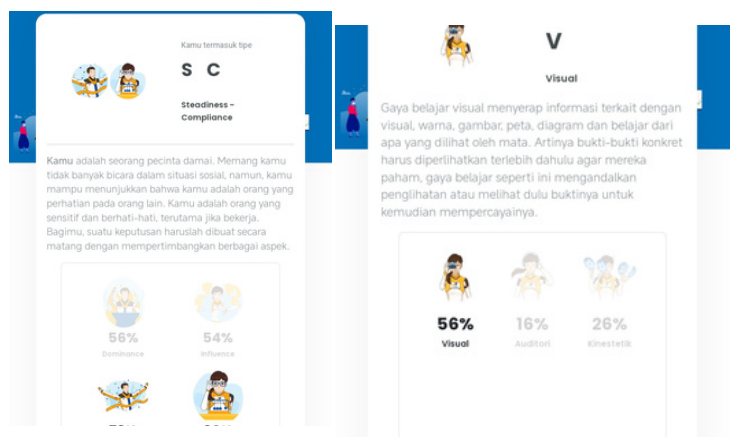 Kamu termasuk tipe
S C
Steadiness -
Compliance
Kamu adalah seorang pecinta damai. Memang kamu
tidak banyak bicara dalam situasi sosial, namun, kamu
mampu menunjukkan bahwa kamu adalah orang yang
perhatian pada orang lain. Kamu adalah orang yang
sensitif dan berhati-hati, terutama jika bekerja.
Bagimu, suatu keputusan haruslah dibuat secara
matang dengan mempertimbangkan berbagai aspek.
56% 54%
Dominance Influence
V
Visual
Gaya belajar visual menyerap informasi terkait dengan
visual, warna, gambar, peta, diagram dan belajar dari
apa yang dilihat oleh mata. Artinya bukti-bukti konkret
harus diperlihatkan terlebih dahulu agar mereka
paham, gaya belajar seperti ini mengandalkan
penglihatan atau melihat dulu buktinya untuk
kemudian mempercayainya.
56% 16% 26%
Visual Auditori Kinestetik